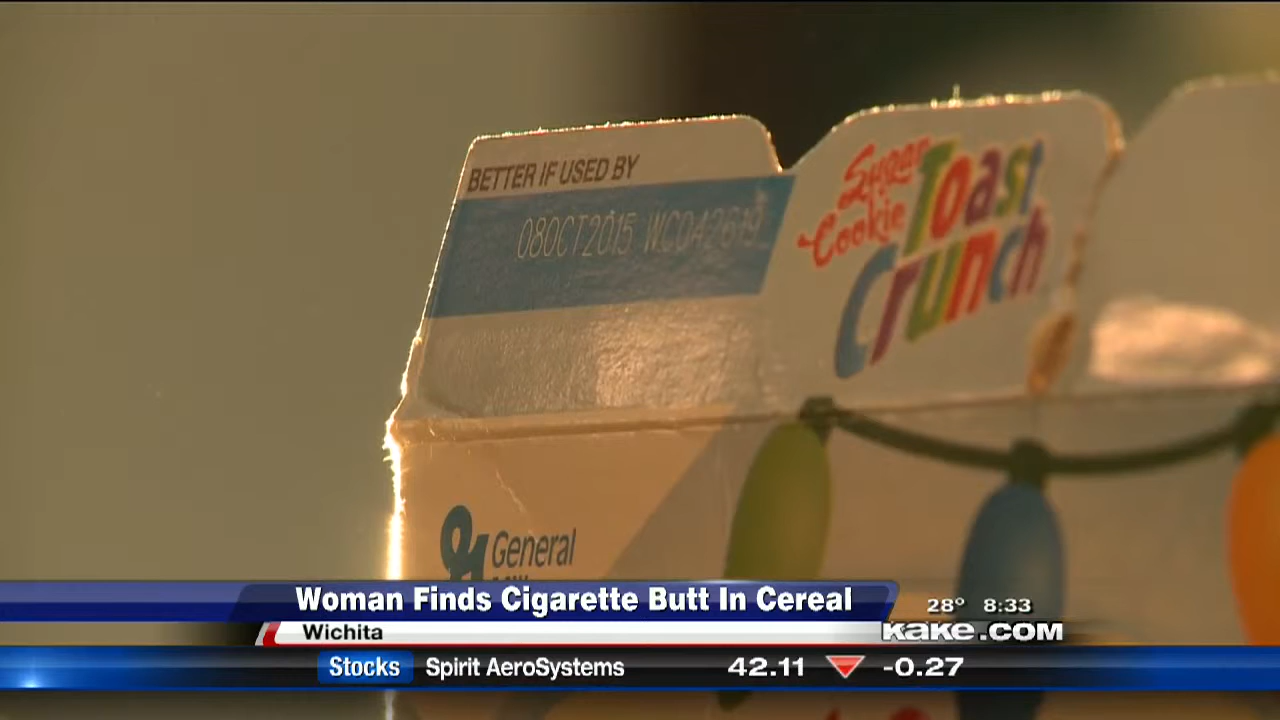 BETTER IF USED BY
08OCT2015 WC042619
Sugar
Cookie
Toast
Crunch
General
Woman Finds Cigarette Butt In Cereal
28° 8:33
Wichita
KAKE.COM
Stocks Spirit AeroSystems 42.11 -0.27